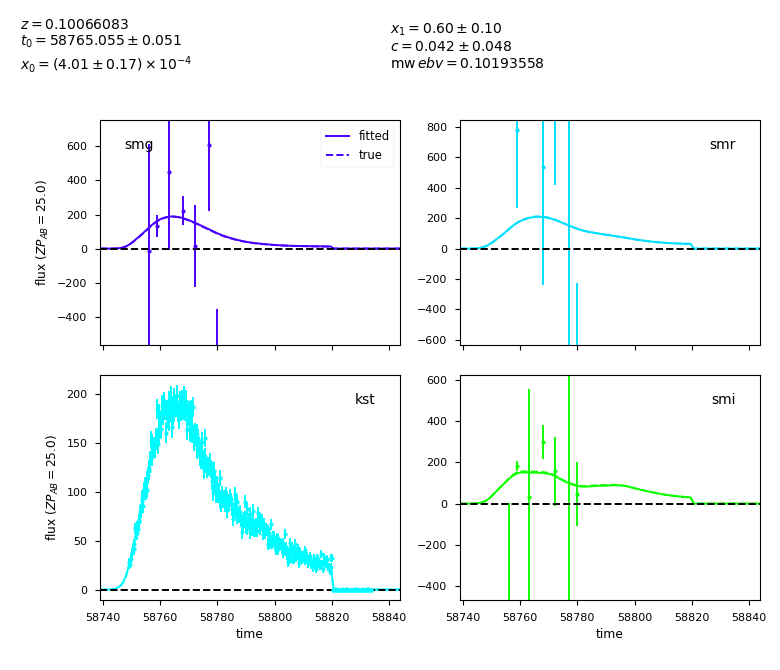 z = 0.10066083
t₀ = 58765.055 ± 0.051
x₀ = (4.01 ± 0.17) × 10⁻⁴
x₁ = 0.60 ± 0.10
c = 0.042 ± 0.048
mw ebv = 0.10193558
smg
fitted
true
600
400
200
0
−200
−400
flux (ZP_AB = 25.0)
smr
800
600
400
200
0
−200
−400
−600
kst
200
150
100
50
0
flux (ZP_AB = 25.0)
58740 58760 58780 58800 58820 58840
time
smi
600
400
200
0
−200
−400
58740 58760 58780 58800 58820 58840
time